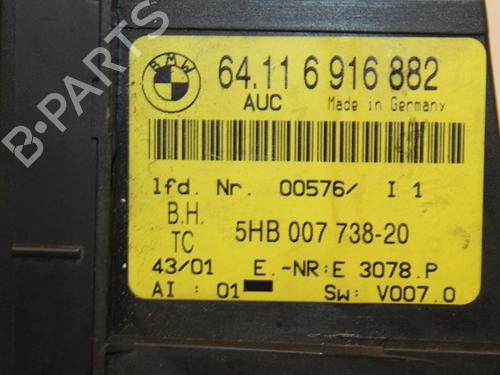 BMW
64.11 6 916 882
AUC Made in Germany
lfd. Nr. 00576/ I 1
B.H.
TC 5HB 007 738-20
43/01 E.-NR:E 3078.P
AI : 01 Sw: V007.0
B-PARTS